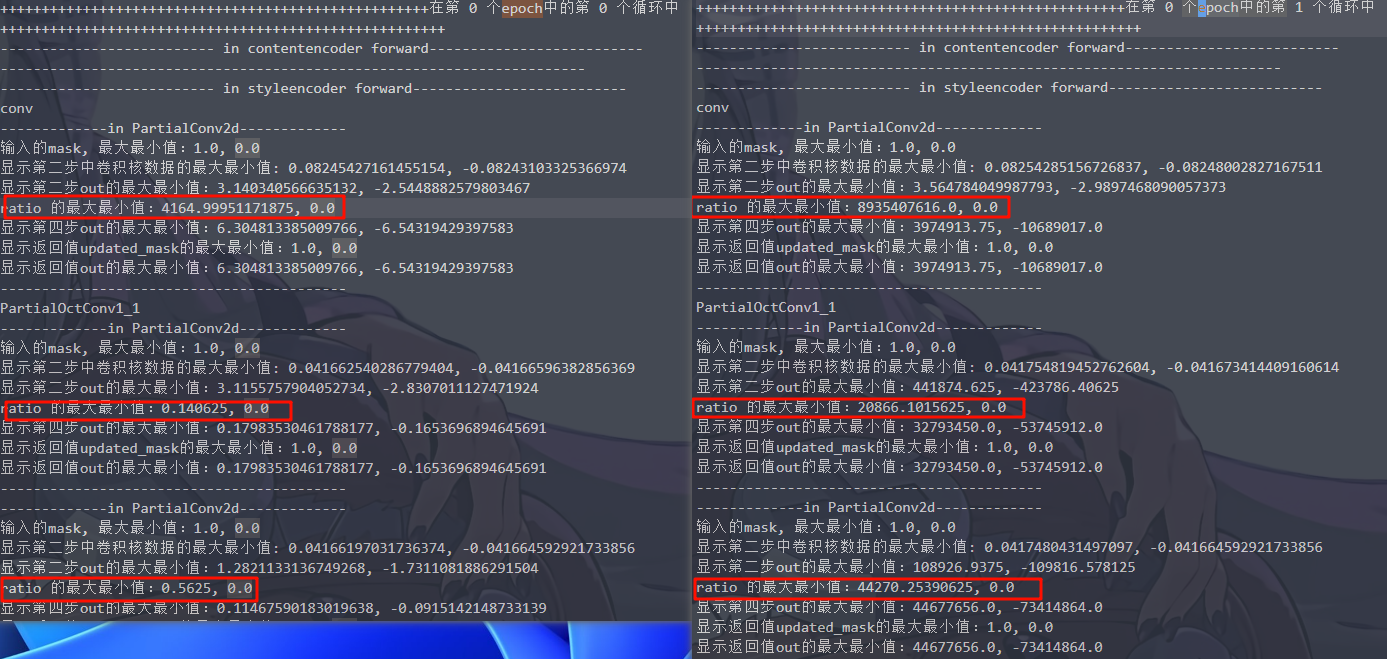 ++++++++++++++++++++++++++++++++++++++++++++++++++在第 0 个epoch中的第 0 个循环中
++++++++++++++++++++++++++++++++++++++++++++++++++++
------------------------- in contentencoder forward-------------------------
--------------------------------------------------------------------
------------------------- in styleencoder forward-------------------------
conv
-------------in PartialConv2d-------------
输入的mask, 最大最小值：1.0, 0.0
显示第二步中卷积核数据的最大最小值：0.08245427161455154, -0.08243103325366974
显示第二步out的最大最小值：3.140340566635132, -2.5448882579803467
ratio 的最大最小值：4164.99951171875, 0.0
显示第四步out的最大最小值：6.304813385009766, -6.54319429397583
显示返回值updated_mask的最大最小值：1.0, 0.0
显示返回值out的最大最小值：6.304813385009766, -6.54319429397583
-----------------------------------------
PartialOctConv1_1
-------------in PartialConv2d-------------
输入的mask, 最大最小值：1.0, 0.0
显示第二步中卷积核数据的最大最小值：0.041662540286779404, -0.04166596382856369
显示第二步out的最大最小值：3.1155757904052734, -2.8307011127471924
ratio 的最大最小值：0.140625, 0.0
显示第四步out的最大最小值：0.17983530461788177, -0.1653696894645691
显示返回值updated_mask的最大最小值：1.0, 0.0
显示返回值out的最大最小值：0.17983530461788177, -0.1653696894645691
-----------------------------------------
-------------in PartialConv2d-------------
输入的mask, 最大最小值：1.0, 0.0
显示第二步中卷积核数据的最大最小值：0.04166197031736374, -0.041664592921733856
显示第二步out的最大最小值：1.2821133136749268, -1.7311081886291504
ratio 的最大最小值：0.5625, 0.0
显示第四步out的最大最小值：0.11467590183019638, -0.0915142148733139
++++++++++++++++++++++++++++++++++++++++++++++++++在第 0 个epoch中的第 1 个循环中
++++++++++++++++++++++++++++++++++++++++++++++++++++
------------------------- in contentencoder forward-------------------------
--------------------------------------------------------------------
------------------------- in styleencoder forward-------------------------
conv
-------------in PartialConv2d-------------
输入的mask, 最大最小值：1.0, 0.0
显示第二步中卷积核数据的最大最小值：0.08254285156726837, -0.08248002827167511
显示第二步out的最大最小值：3.564784049987793, -2.9897468090057373
ratio 的最大最小值：8935407616.0, 0.0
显示第四步out的最大最小值：3974913.75, -10689017.0
显示返回值updated_mask的最大最小值：1.0, 0.0
显示返回值out的最大最小值：3974913.75, -10689017.0
-----------------------------------------
PartialOctConv1_1
-------------in PartialConv2d-------------
输入的mask, 最大最小值：1.0, 0.0
显示第二步中卷积核数据的最大最小值：0.041754819452762604, -0.041673414409160614
显示第二步out的最大最小值：441874.625, -423786.40625
ratio 的最大最小值：20866.1015625, 0.0
显示第四步out的最大最小值：32793450.0, -53745912.0
显示返回值updated_mask的最大最小值：1.0, 0.0
显示返回值out的最大最小值：32793450.0, -53745912.0
-----------------------------------------
-------------in PartialConv2d-------------
输入的mask, 最大最小值：1.0, 0.0
显示第二步中卷积核数据的最大最小值：0.0417480431497097, -0.041664592921733856
显示第二步out的最大最小值：108926.9375, -109816.578125
ratio 的最大最小值：44270.25390625, 0.0
显示第四步out的最大最小值：44677656.0, -73414864.0
显示返回值updated_mask的最大最小值：1.0, 0.0
显示返回值out的最大最小值：44677656.0, -73414864.0